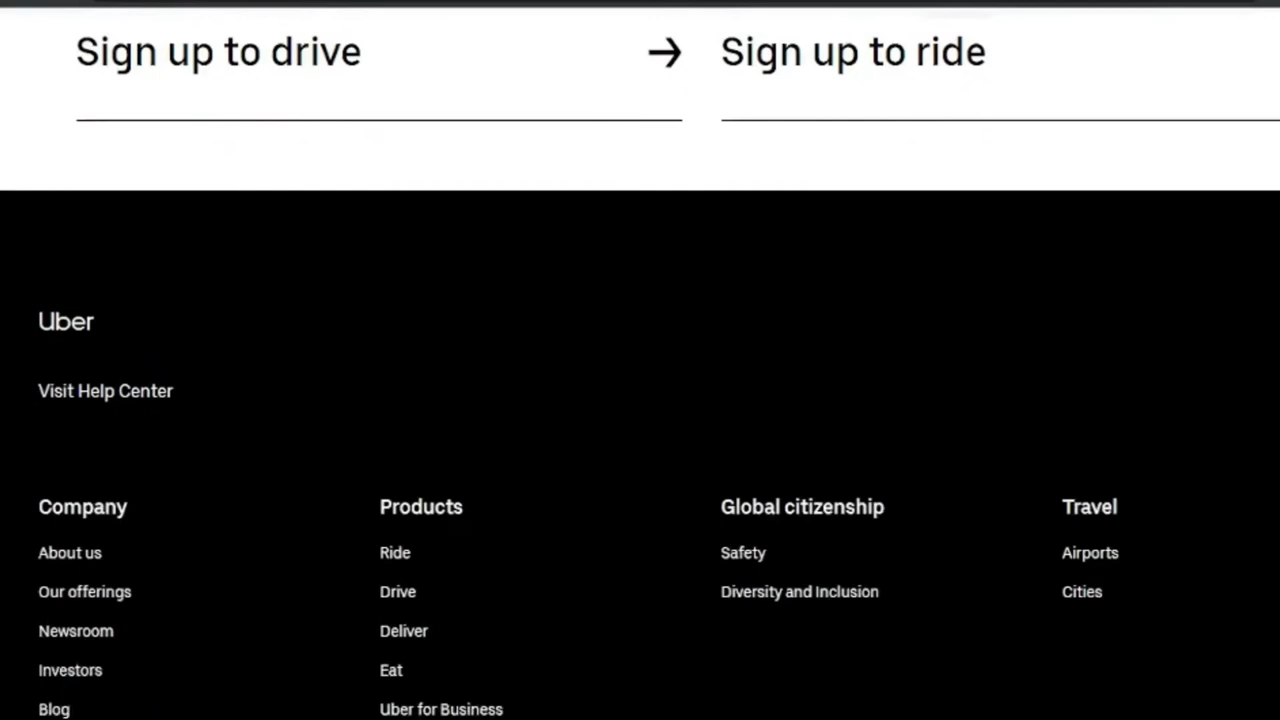 Sign up to drive
Sign up to ride
Uber
Visit Help Center
Company
About us
Our offerings
Newsroom
Investors
Blog
Products
Ride
Drive
Deliver
Eat
Uber for Business
Global citizenship
Safety
Diversity and Inclusion
Travel
Airports
Cities